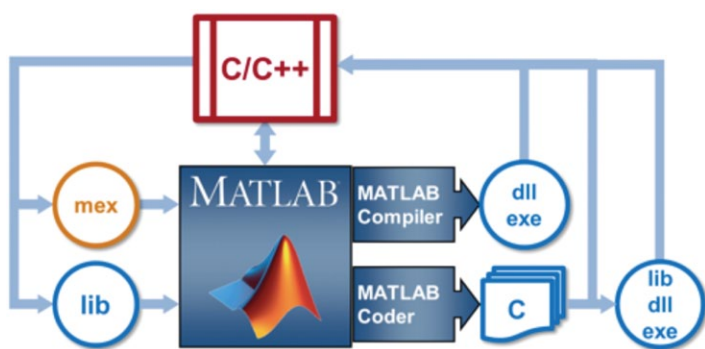 C/C++
mex
MATLAB
MATLAB
Compiler
dll
exe
lib
MATLAB
Coder
C
lib
dll
exe